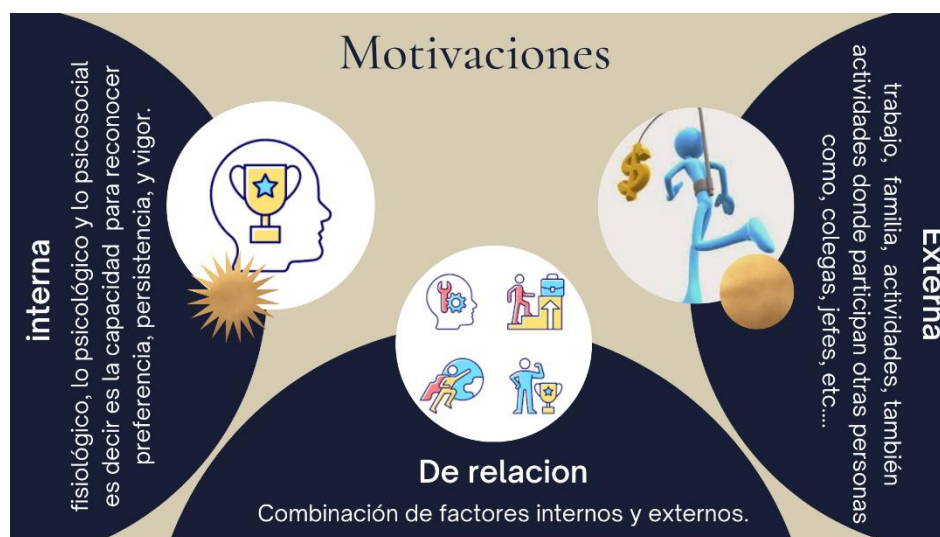 Motivaciones
interna
fisiológico, lo psicológico y lo psicosocial
es decir es la capacidad para reconocer
preferencia, persistencia, y vigor.
De relacion
Combinación de factores internos y externos.
Externa
trabajo, familia, actividades, también
actividades donde participan otras personas
como, colegas, jefes, etc...
$